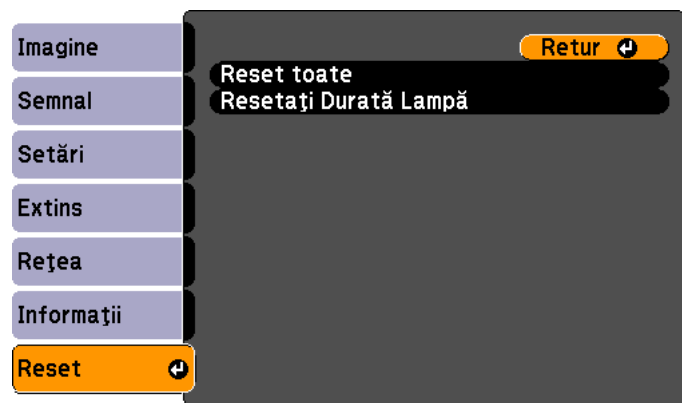 Imagine
Semnal
Setări
Extins
Reţea
Informaţii
Reset
Retur
Reset toate
Resetaţi Durată Lampă